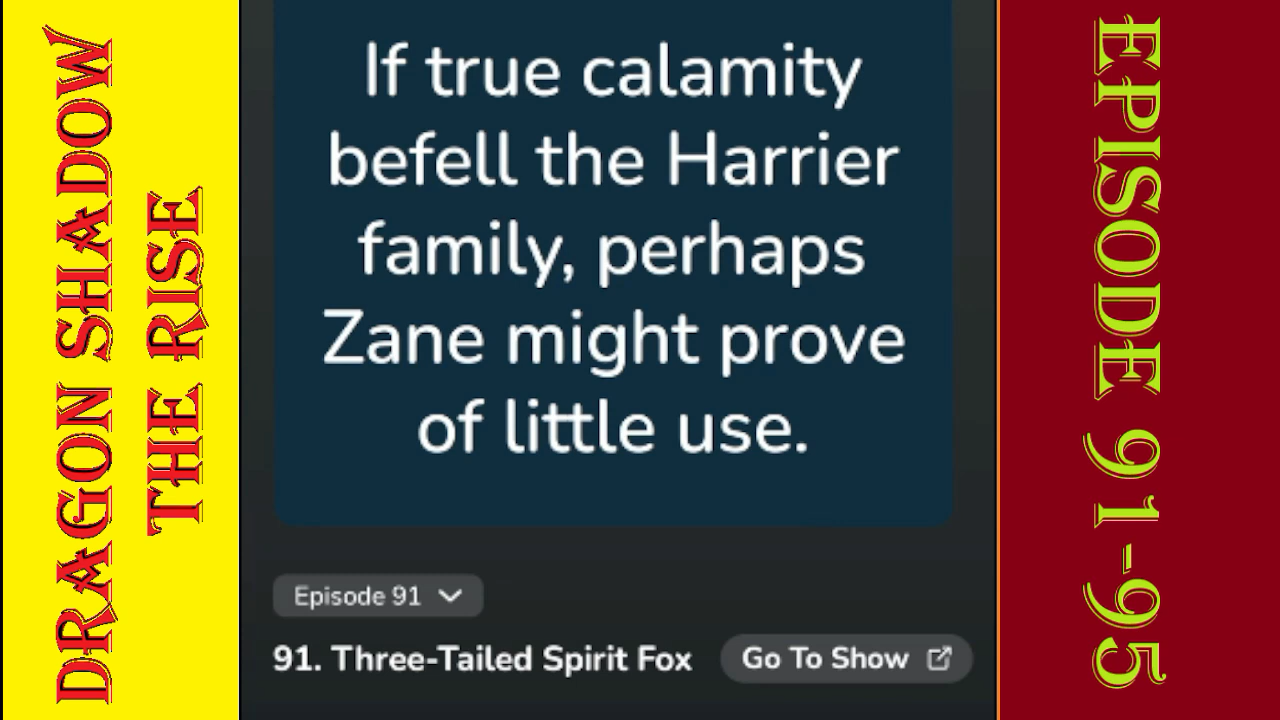 DRAGON SHADOW
THE RISE
If true calamity
befell the Harrier
family, perhaps
Zane might prove
of little use.
Episode 91
91. Three-Tailed Spirit Fox
Go To Show
EPISODE 91-95